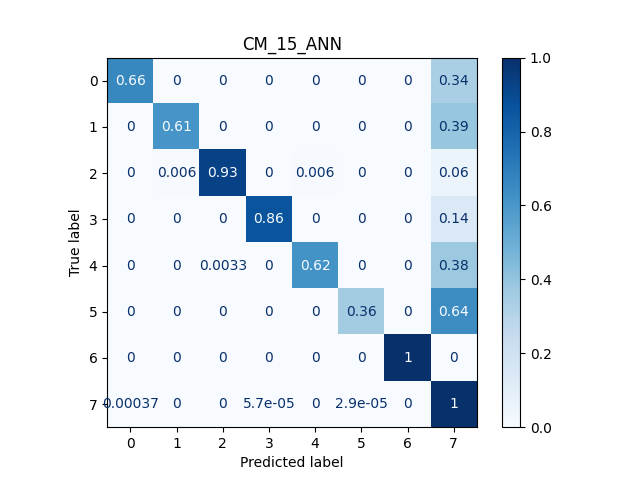 CM_15_ANN
0 0.66 0 0 0 0 0 0 0.34
1 0 0.61 0 0 0 0 0 0.39
2 0 0.006 0.93 0 0.006 0 0 0.06
3 0 0 0 0.86 0 0 0 0.14
4 0 0 0.0033 0 0.62 0 0 0.38
5 0 0 0 0 0 0.36 0 0.64
6 0 0 0 0 0 0 1 0
7 0.00037 0 0 5.7e-05 0 2.9e-05 0 1
0 1 2 3 4 5 6 7
Predicted label
True label
1.0
0.8
0.6
0.4
0.2
0.0